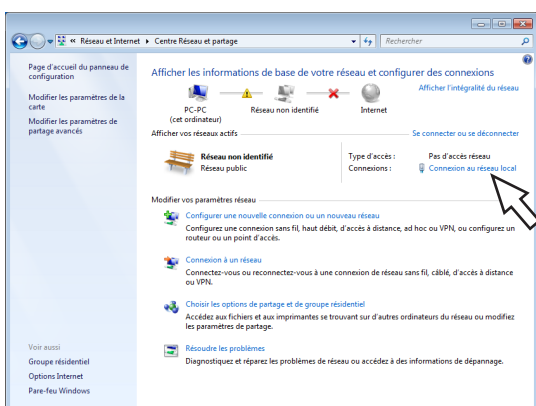 « Réseau et Internet ▸ Centre Réseau et partage
Rechercher
Page d'accueil du panneau de
configuration
Modifier les paramètres de la
carte
Modifier les paramètres de
partage avancés
Voir aussi
Groupe résidentiel
Options Internet
Pare-feu Windows
Afficher les informations de base de votre réseau et configurer des connexions
Afficher l'intégralité du réseau
PC-PC
(cet ordinateur)
Réseau non identifié
Internet
Afficher vos réseaux actifs
Se connecter ou se déconnecter
Réseau non identifié
Réseau public
Type d'accès : Pas d'accès réseau
Connexions : Connexion au réseau local
Modifier vos paramètres réseau
Configurer une nouvelle connexion ou un nouveau réseau
Configurez une connexion sans fil, haut débit, d'accès à distance, ad hoc ou VPN, ou configurez un
routeur ou un point d'accès.
Connexion à un réseau
Connectez-vous ou reconnectez-vous à une connexion de réseau sans fil, câblé, d'accès à distance
ou VPN.
Choisir les options de partage et de groupe résidentiel
Accédez aux fichiers et aux imprimantes se trouvant sur d'autres ordinateurs du réseau ou modifiez
les paramètres de partage.
Résoudre les problèmes
Diagnostiquez et réparez les problèmes de réseau ou accédez à des informations de dépannage.